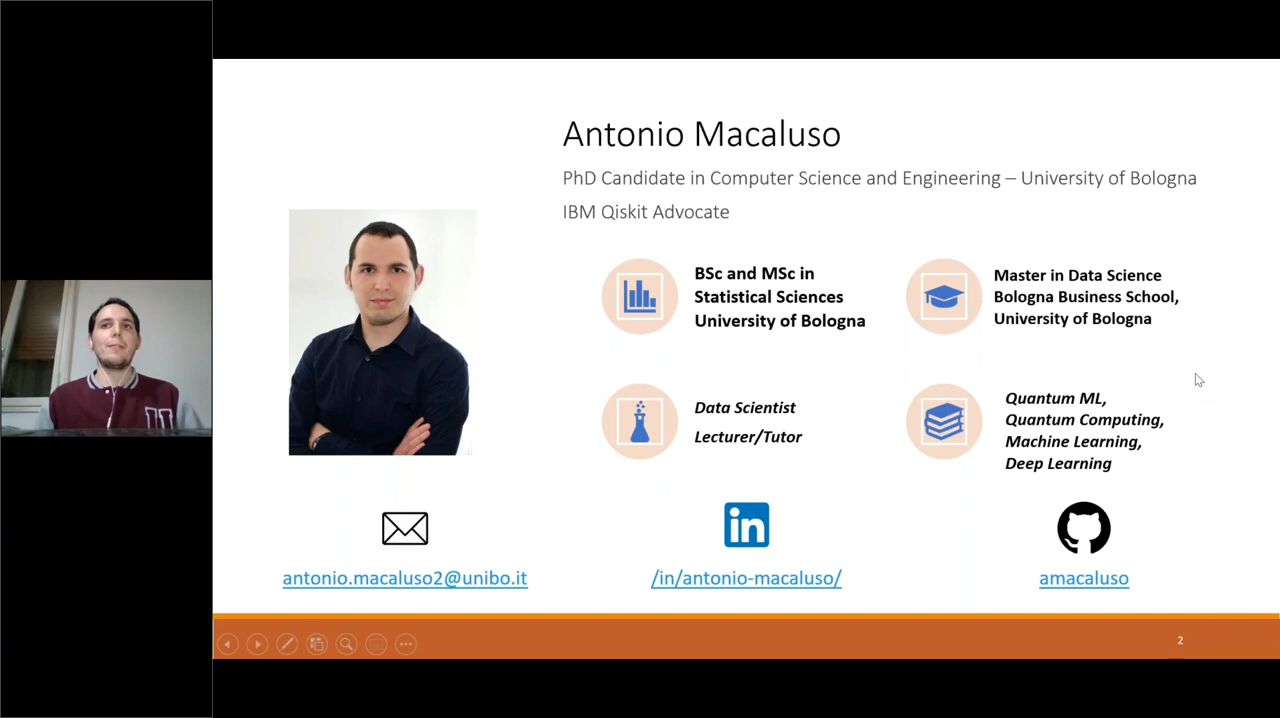 Antonio Macaluso
PhD Candidate in Computer Science and Engineering – University of Bologna
IBM Qiskit Advocate
BSc and MSc in
Statistical Sciences
University of Bologna
Master in Data Science
Bologna Business School,
University of Bologna
Data Scientist
Lecturer/Tutor
Quantum ML,
Quantum Computing,
Machine Learning,
Deep Learning
in
antonio.macaluso2@unibo.it
/in/antonio-macaluso/
amacaluso
2